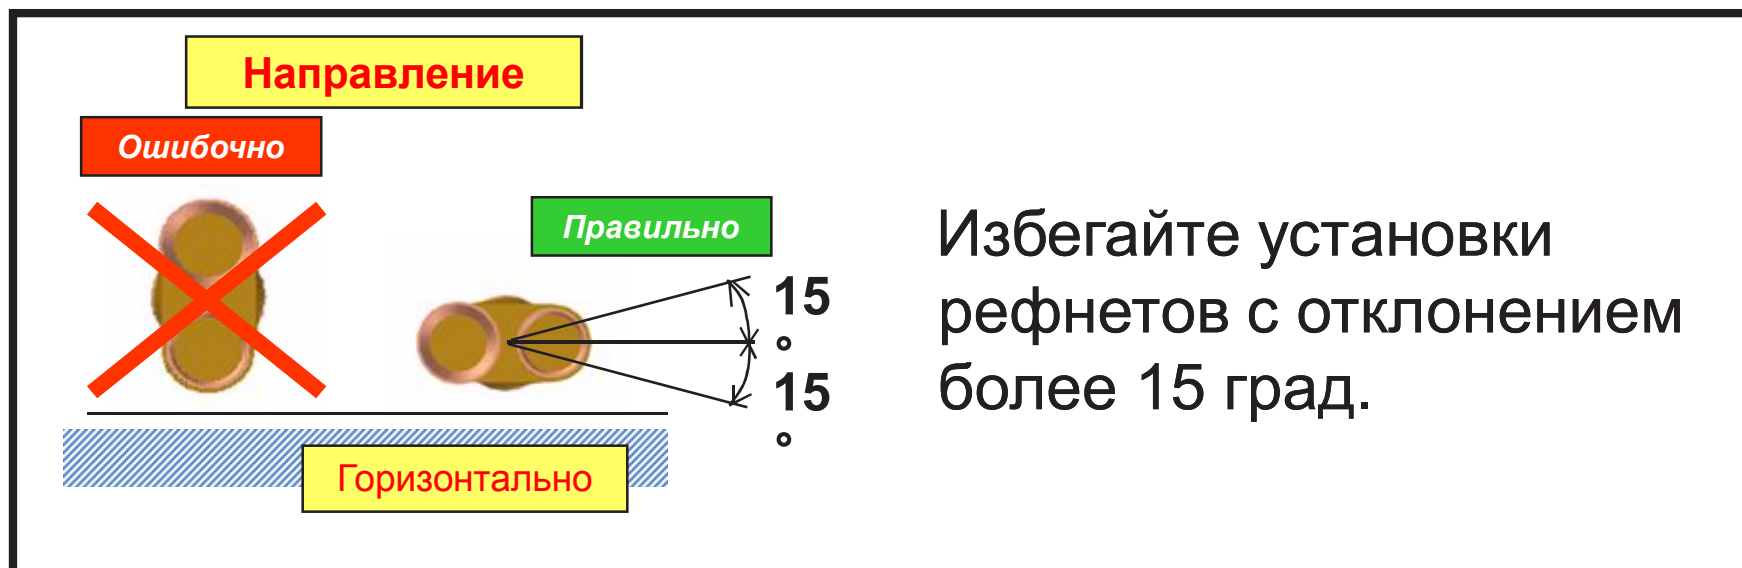 Направление
Ошибочно
Правильно
15
°
15
°
Горизонтально
Избегайте установки
рефнетов с отклонением
более 15 град.